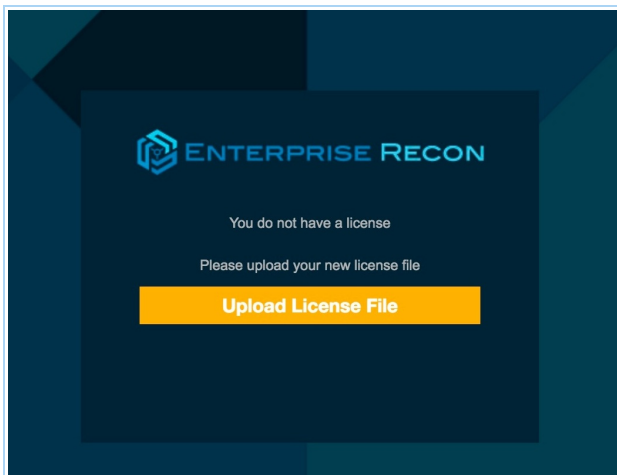 ENTERPRISE RECON
You do not have a license
Please upload your new license file
Upload License File